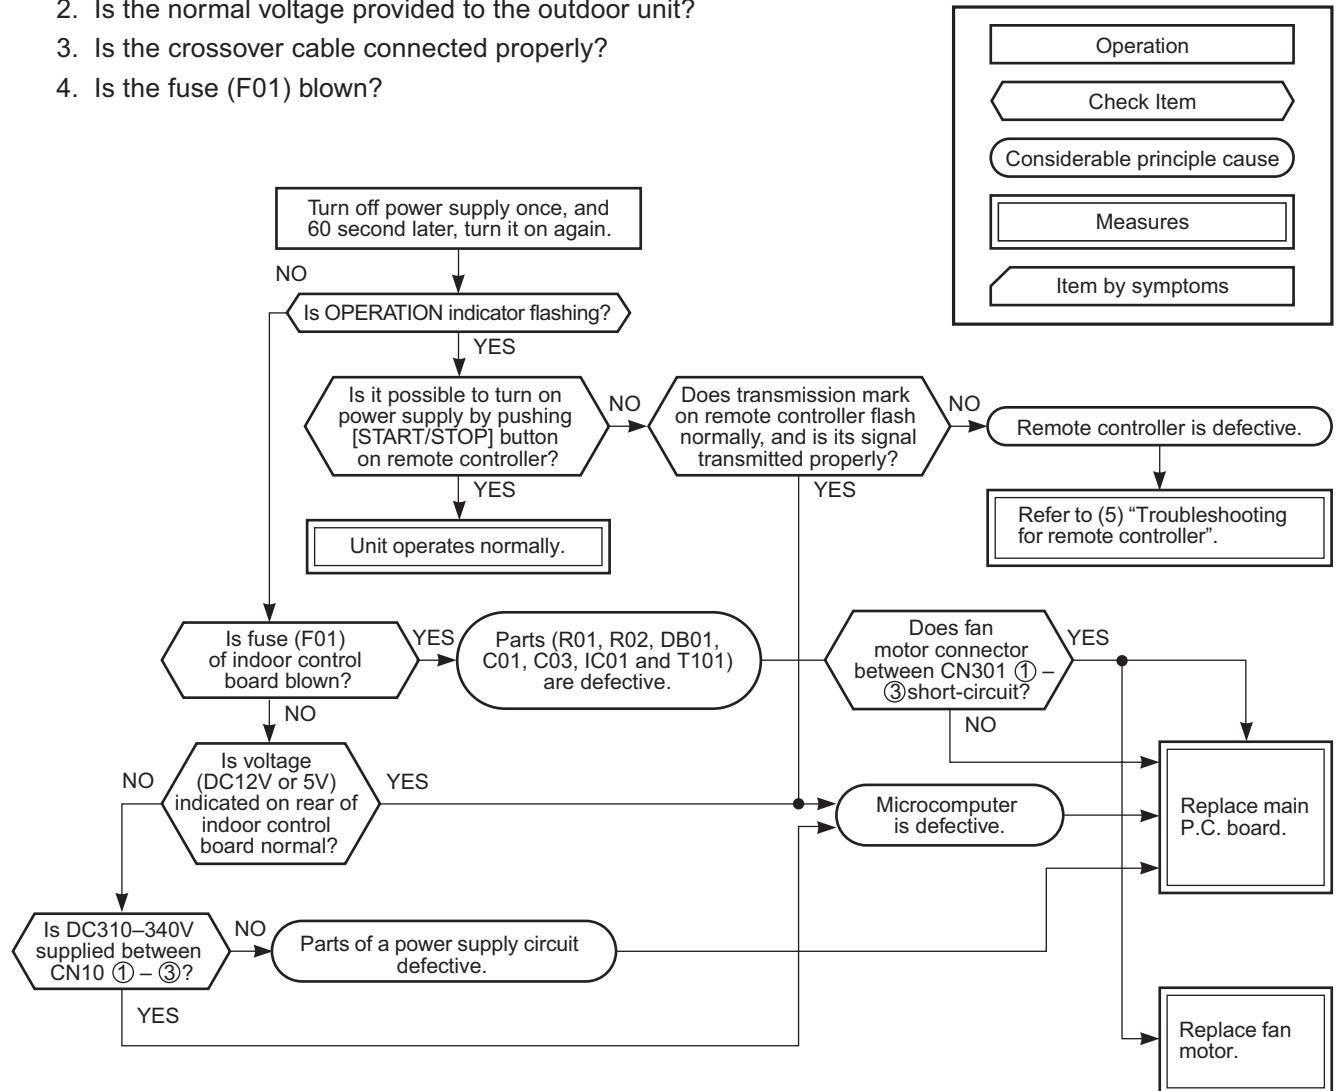 2. Is the normal voltage provided to the outdoor unit?
3. Is the crossover cable connected properly?
4. Is the fuse (F01) blown?
Operation
Check Item
Considerable principle cause
Measures
Item by symptoms
Turn off power supply once, and
60 second later, turn it on again.
NO
Is OPERATION indicator flashing?
YES
Is it possible to turn on
power supply by pushing
[START/STOP] button
on remote controller?
NO
Does transmission mark
on remote controller flash
normally, and is its signal
transmitted properly?
NO
Remote controller is defective.
YES
YES
Unit operates normally.
Refer to (5) “Troubleshooting
for remote controller”.
Is fuse (F01)
of indoor control
board blown?
YES
Parts (R01, R02, DB01,
C01, C03, IC01 and T101)
are defective.
Does fan
motor connector
between CN301 ① –
③short-circuit?
YES
NO
NO
Is voltage
(DC12V or 5V)
indicated on rear of
indoor control
board normal?
NO
YES
Microcomputer
is defective.
Replace main
P.C. board.
Is DC310–340V
supplied between
CN10 ① – ③?
NO
Parts of a power supply circuit
defective.
YES
Replace fan
motor.